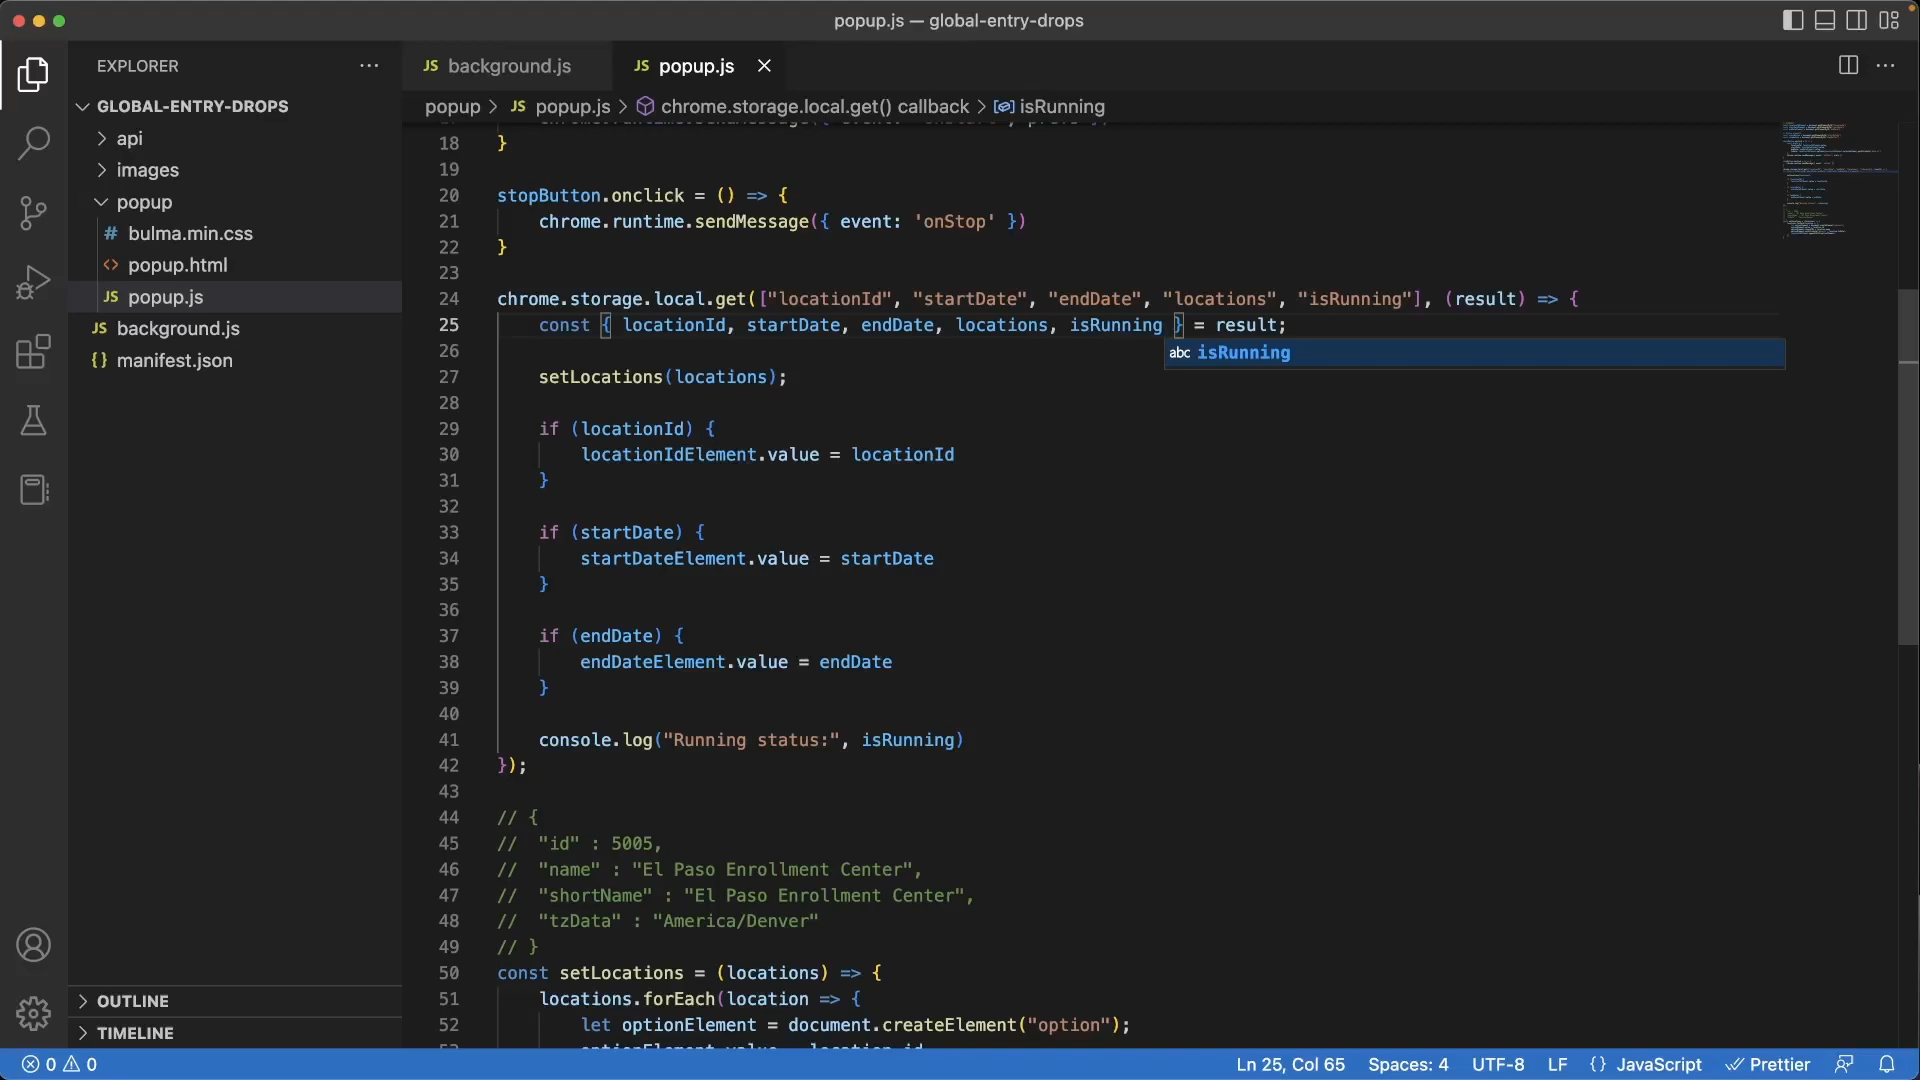 popup.js — global-entry-drops
EXPLORER
GLOBAL-ENTRY-DROPS
api
images
popup
# bulma.min.css
<> popup.html
JS popup.js
JS background.js
{} manifest.json
OUTLINE
TIMELINE
JS background.js
JS popup.js
popup > JS popup.js > chrome.storage.local.get() callback > isRunning
18 }
19
20 stopButton.onclick = () => {
21 chrome.runtime.sendMessage({ event: 'onStop' })
22 }
23
24 chrome.storage.local.get(["locationId", "startDate", "endDate", "locations", "isRunning"], (result) => {
25 const { locationId, startDate, endDate, locations, isRunning } = result;
abc isRunning
26
27 setLocations(locations);
28
29 if (locationId) {
30 locationIdElement.value = locationId
31 }
32
33 if (startDate) {
34 startDateElement.value = startDate
35 }
36
37 if (endDate) {
38 endDateElement.value = endDate
39 }
40
41 console.log("Running status:", isRunning)
42 });
43
44 // {
45 // "id" : 5005,
46 // "name" : "El Paso Enrollment Center",
47 // "shortName" : "El Paso Enrollment Center",
48 // "tzData" : "America/Denver"
49 // }
50 const setLocations = (locations) => {
51 locations.forEach(location => {
52 let optionElement = document.createElement("option");
0 0
Ln 25, Col 65 Spaces: 4 UTF-8 LF {} JavaScript Prettier